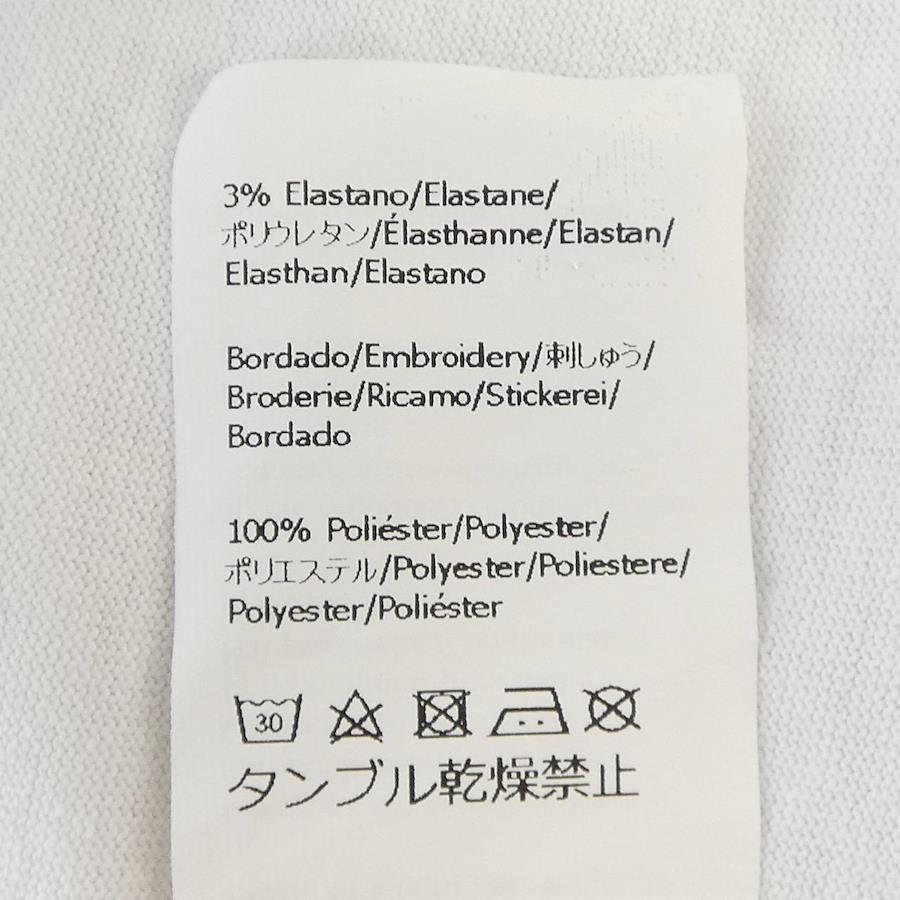 3% Elastano/Elastane/
ポリウレタン/Élasthanne/Elastan/
Elasthan/Elastano
Bordado/Embroidery/刺しゅう/
Broderie/Ricamo/Stickerei/
Bordado
100% Poliéster/Polyester/
ポリエステル/Polyester/Poliestere/
Polyester/Poliéster
30
タンブル乾燥禁止